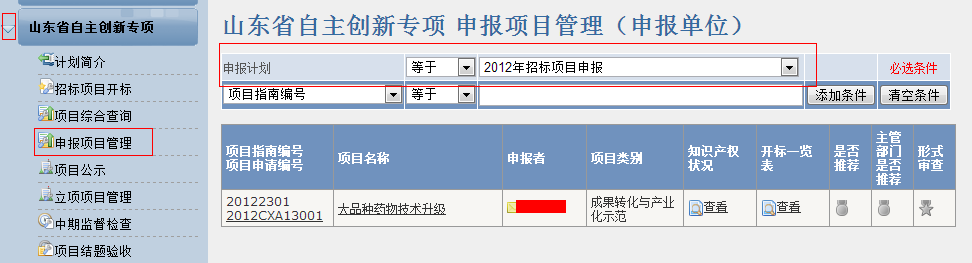 山东省自主创新专项
计划简介
招标项目开标
项目综合查询
申报项目管理
项目公示
立项项目管理
中期监督检查
项目结题验收
山东省自主创新专项 申报项目管理（申报单位）
申报计划 等于 2012年招标项目申报 必选条件
项目指南编号 等于 添加条件 清空条件
项目指南编号
项目申请编号
项目名称
申报者
项目类别
知识产权
状况
开标一览
表
是否
推荐
主管
部门
是否
推荐
形式
审查
20122301
2012CXA13001
大品种药物技术升级
成果转化与产业
化示范
查看
查看